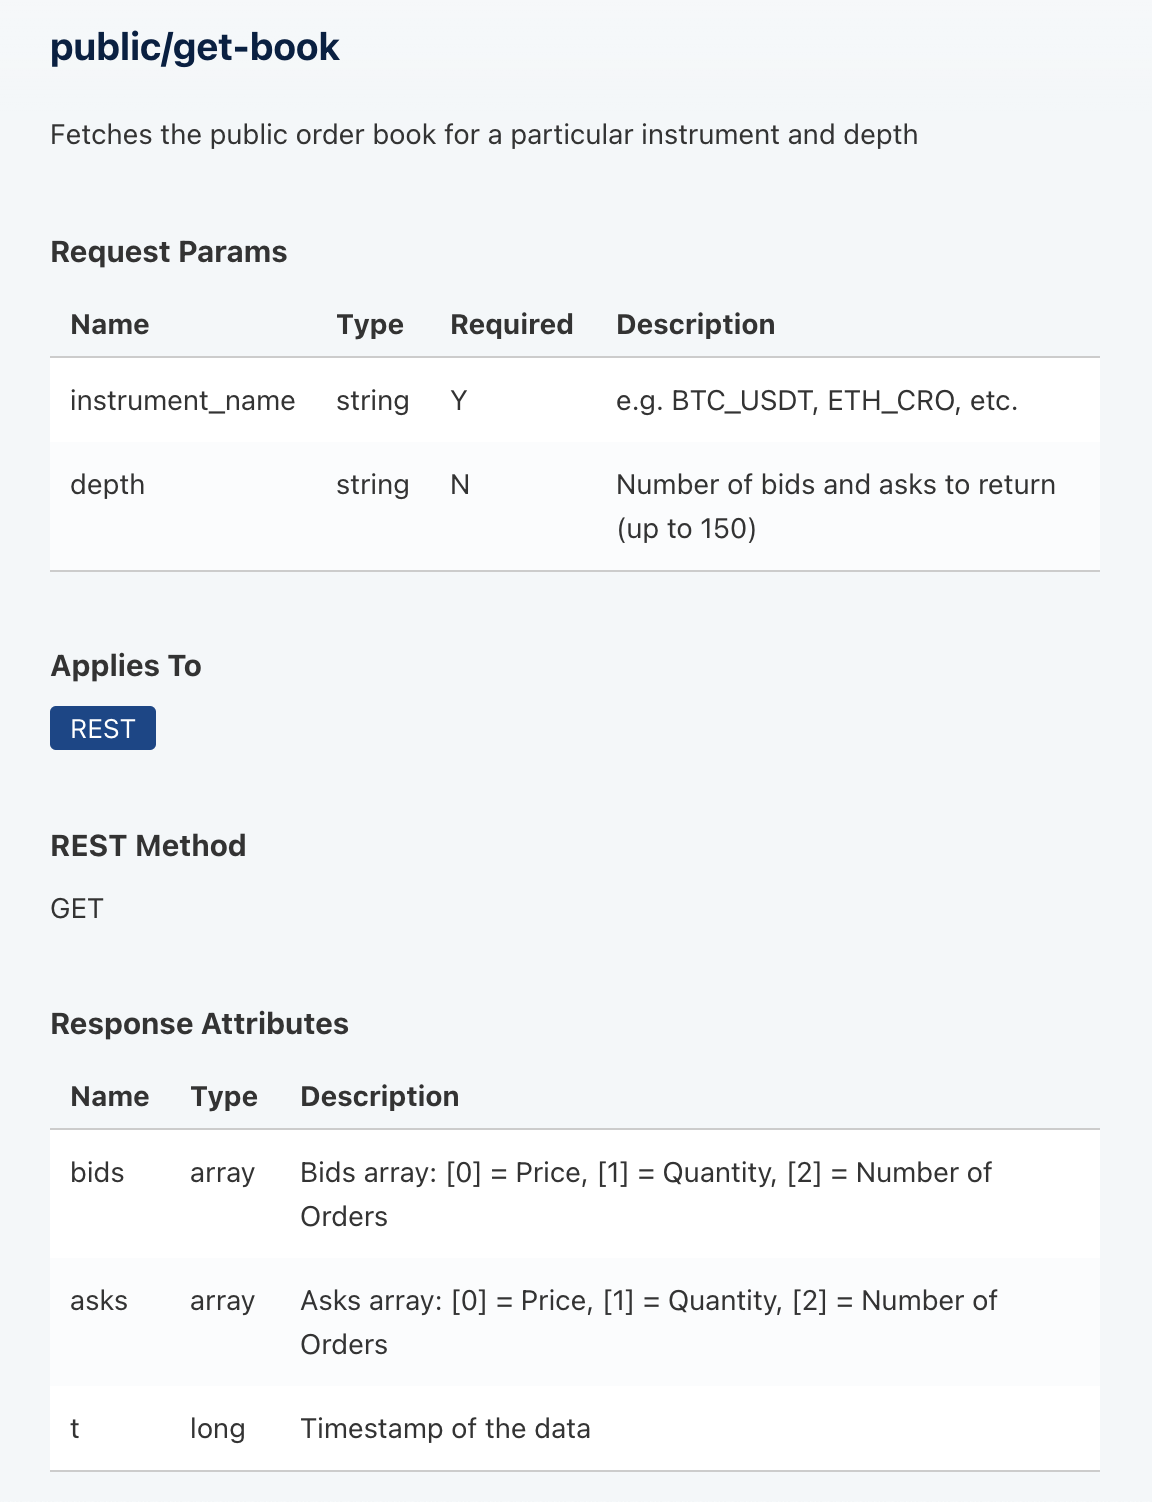 public/get-book
Fetches the public order book for a particular instrument and depth
Request Params
Name Type Required Description
instrument_name string Y e.g. BTC_USDT, ETH_CRO, etc.
depth string N Number of bids and asks to return
(up to 150)
Applies To
REST
REST Method
GET
Response Attributes
Name Type Description
bids array Bids array: [0] = Price, [1] = Quantity, [2] = Number of
Orders
asks array Asks array: [0] = Price, [1] = Quantity, [2] = Number of
Orders
t long Timestamp of the data